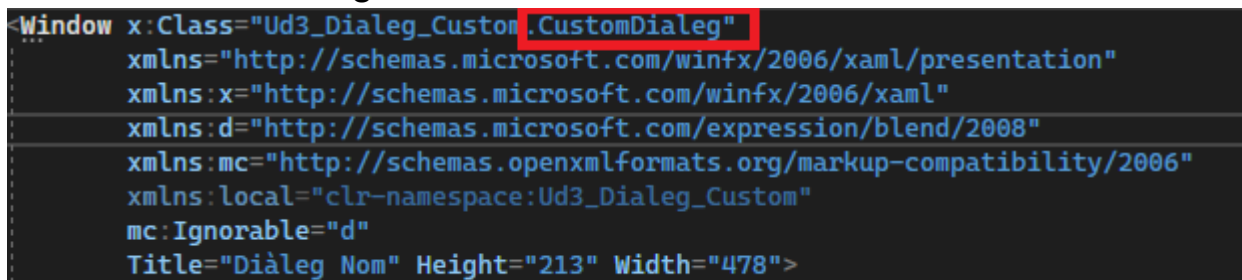 <Window x:Class="Ud3_Dialeg_Custom.CustomDialeg"
xmlns="http://schemas.microsoft.com/winfx/2006/xaml/presentation"
xmlns:x="http://schemas.microsoft.com/winfx/2006/xaml"
xmlns:d="http://schemas.microsoft.com/expression/blend/2008"
xmlns:mc="http://schemas.openxmlformats.org/markup-compatibility/2006"
xmlns:local="clr-namespace:Ud3_Dialeg_Custom"
mc:Ignorable="d"
Title="Diàleg Nom" Height="213" Width="478">